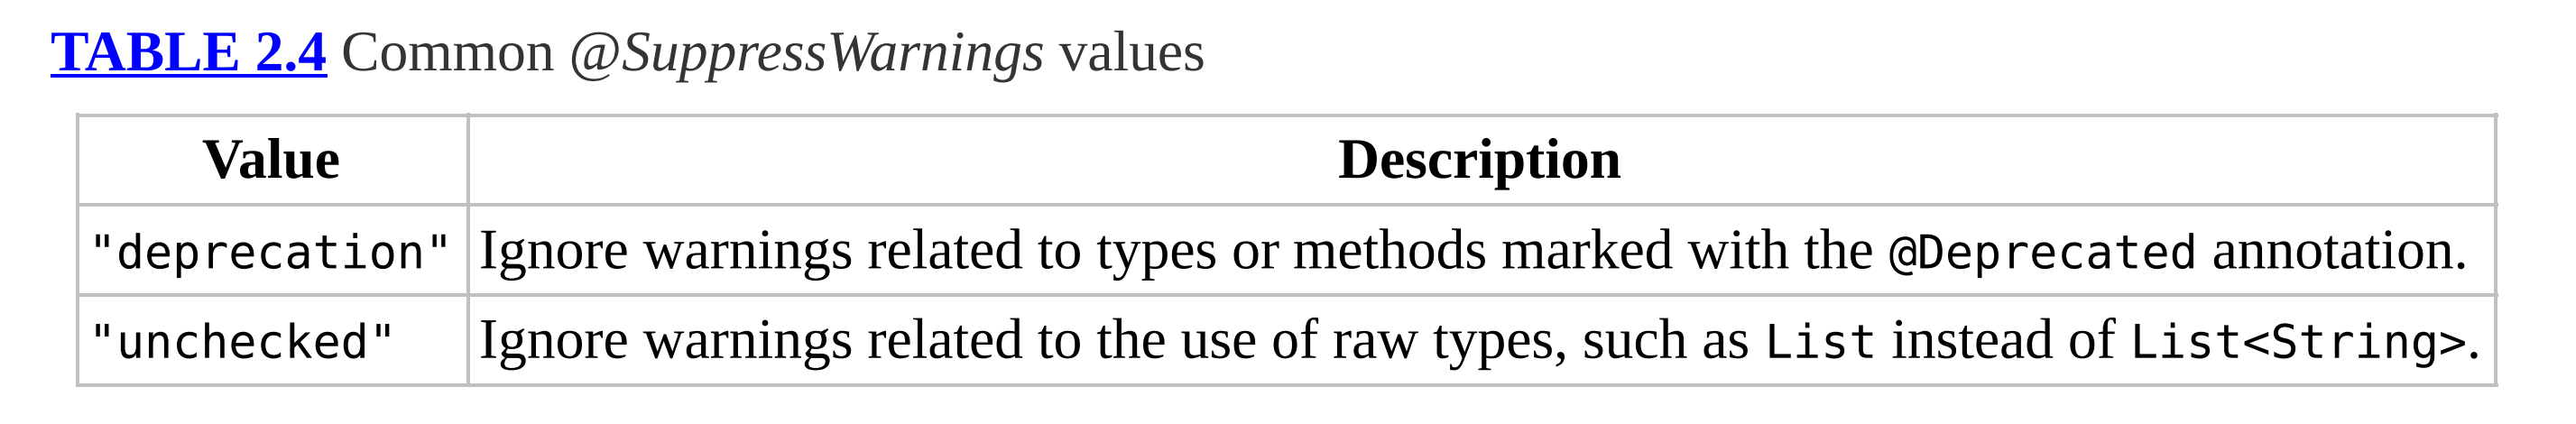 TABLE 2.4 Common @SuppressWarnings values
Value Description
"deprecation" Ignore warnings related to types or methods marked with the @Deprecated annotation.
"unchecked" Ignore warnings related to the use of raw types, such as List instead of List<String>.